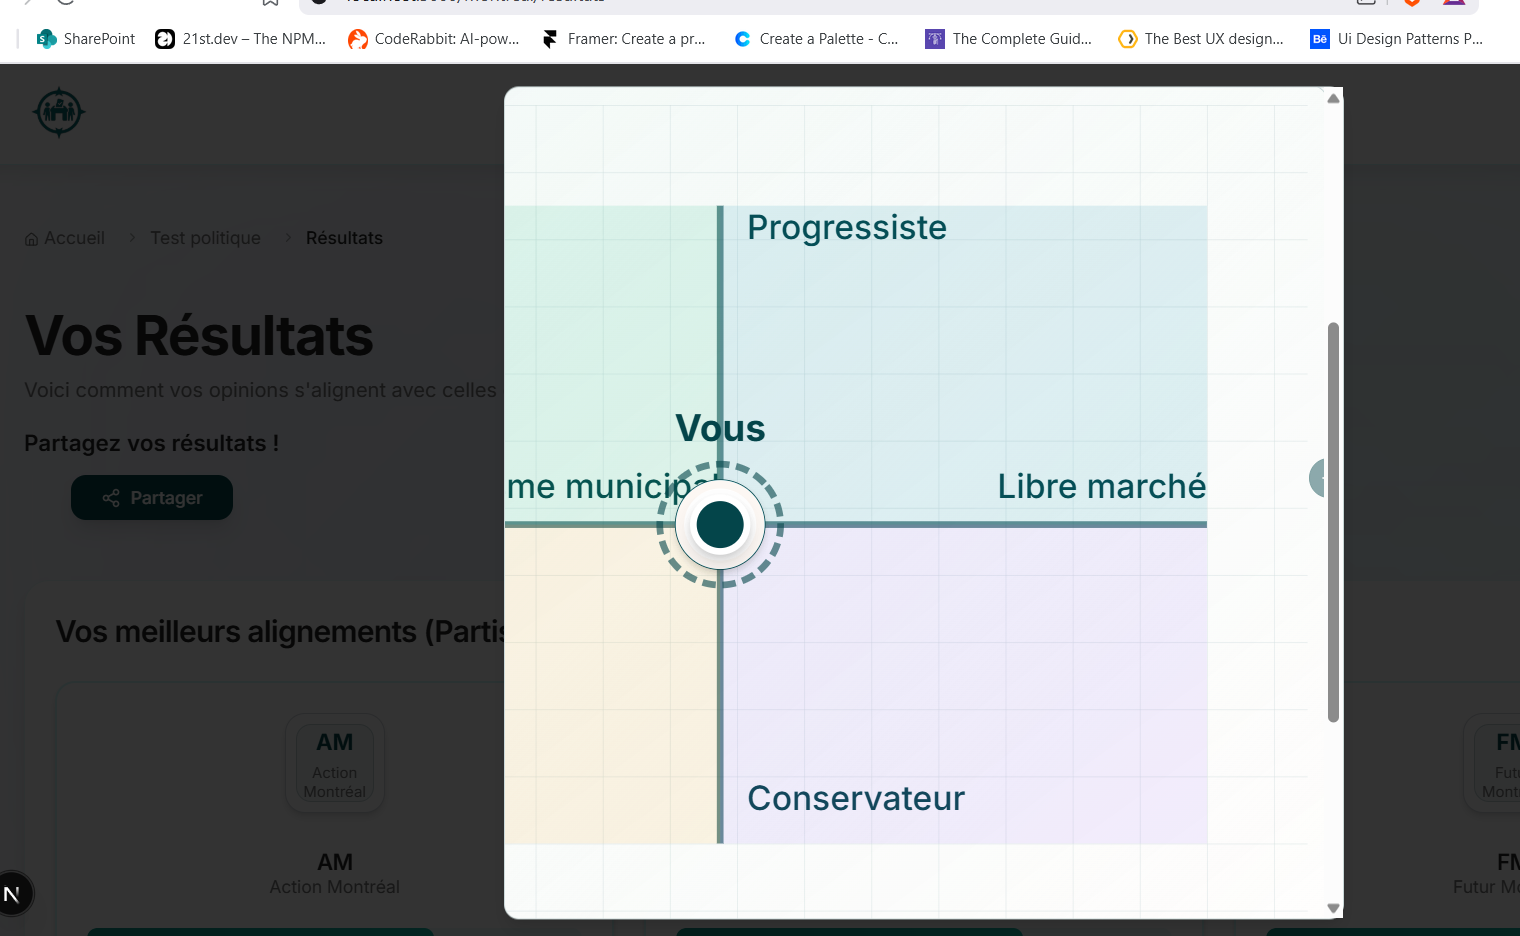 SharePoint
21st.dev – The NPM...
CodeRabbit: AI-pow...
Framer: Create a pr...
Create a Palette - C...
The Complete Guid...
The Best UX design...
Bē
Ui Design Patterns P...
Accueil
Test politique
Résultats
Vos Résultats
Voici comment vos opinions s'alignent avec celles
Partagez vos résultats !
Partager
Vos meilleurs alignements (Partis
AM
Action
Montréal
AM
Action Montréal
N
Progressiste
Vous
me municipal
Libre marché
Conservateur
FM
Futu
Mont
FM
Futur Mo